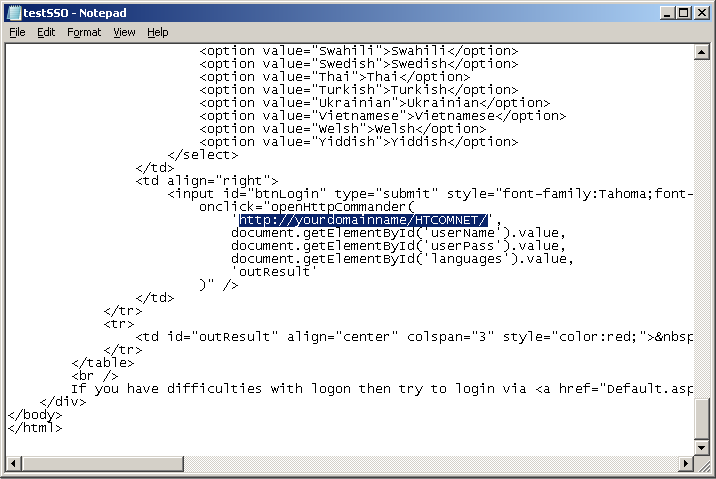 testSSO - Notepad
File Edit Format View Help
<option value="Swahili">Swahili</option>
<option value="Swedish">Swedish</option>
<option value="Thai">Thai</option>
<option value="Turkish">Turkish</option>
<option value="Ukrainian">Ukrainian</option>
<option value="Vietnamese">Vietnamese</option>
<option value="Welsh">Welsh</option>
<option value="Yiddish">Yiddish</option>
</select>
</td>
<td align="right">
<input id="btnLogin" type="submit" style="font-family:Tahoma;font-
onclick="openHttpCommander(
'http://yourdomainname/HTCOMNET/',
document.getElementById('userName').value,
document.getElementById('userPass').value,
document.getElementById('languages').value,
'outResult'
)" />
</td>
</tr>
<tr>
<td id="outResult" align="center" colspan="3" style="color:red;">&nbsp
</tr>
</table>
<br />
If you have difficulties with logon then try to login via <a href="Default.asp
</div>
</body>
</html>